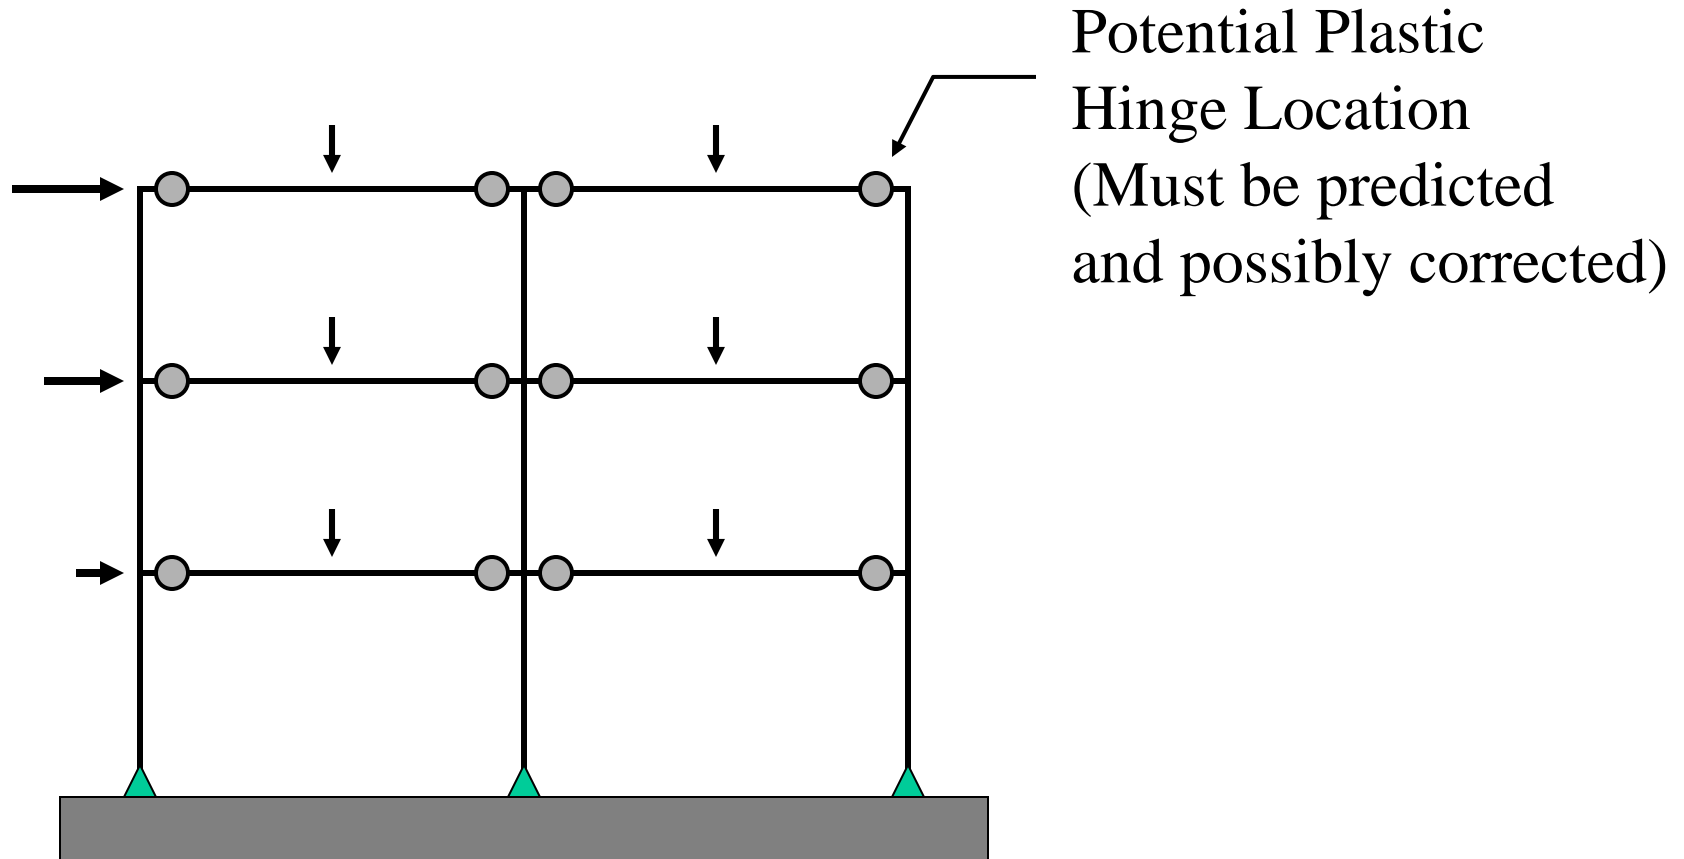 Potential Plastic
Hinge Location
(Must be predicted
and possibly corrected)